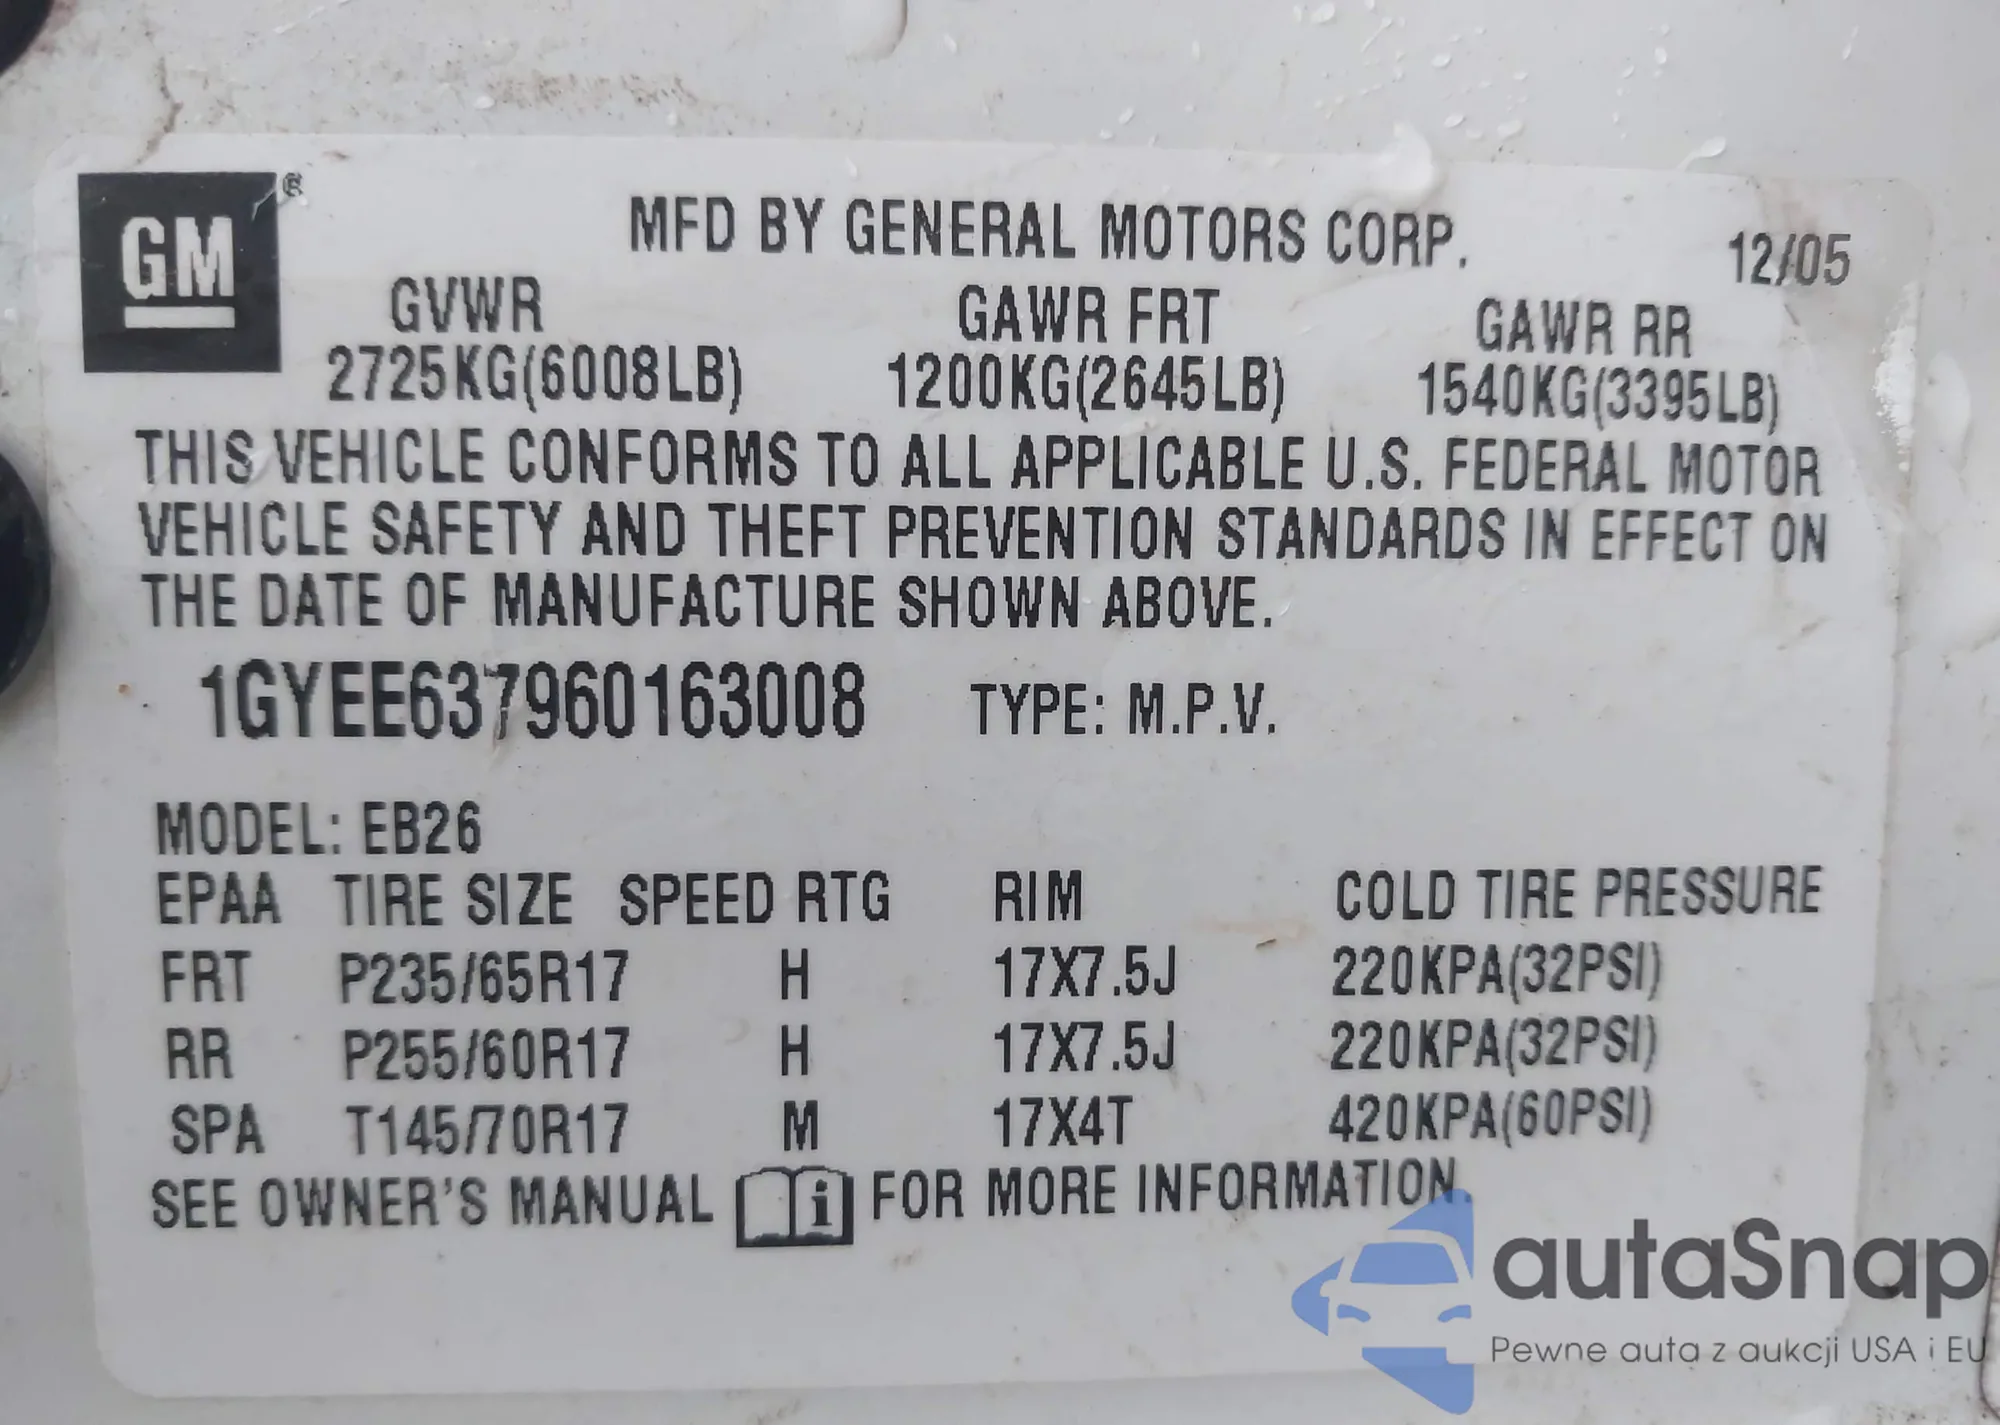 GM ®
MFD BY GENERAL MOTORS CORP. 12/05
GVWR GAWR FRT GAWR RR
2725KG(6008LB) 1200KG(2645LB) 1540KG(3395LB)
THIS VEHICLE CONFORMS TO ALL APPLICABLE U.S. FEDERAL MOTOR
VEHICLE SAFETY AND THEFT PREVENTION STANDARDS IN EFFECT ON
THE DATE OF MANUFACTURE SHOWN ABOVE.
1GYEE637960163008 TYPE: M.P.V.
MODEL: EB26
EPAA TIRE SIZE SPEED RTG RIM COLD TIRE PRESSURE
FRT P235/65R17 H 17X7.5J 220KPA(32PSI)
RR P255/60R17 H 17X7.5J 220KPA(32PSI)
SPA T145/70R17 M 17X4T 420KPA(60PSI)
SEE OWNER'S MANUAL i FOR MORE INFORMATION
autaSnap
Pewne auta z aukcji USA i EU